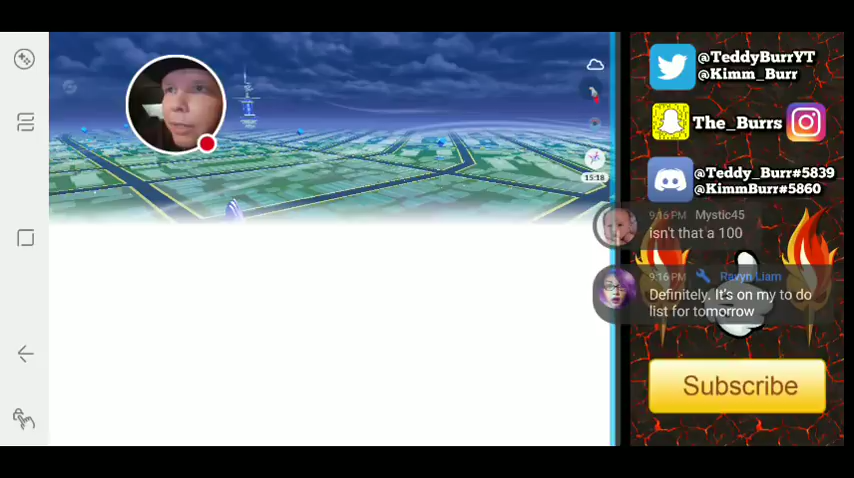 @TeddyBurrYT
@Kimm_Burr
The_Burrs
@Teddy_Burr#5839
@KimmBurr#5860
15:18
9:16 PM Mystic45
isn't that a 100
9:16 PM Ravyn Liam
Definitely. It's on my to do
list for tomorrow
Subscribe